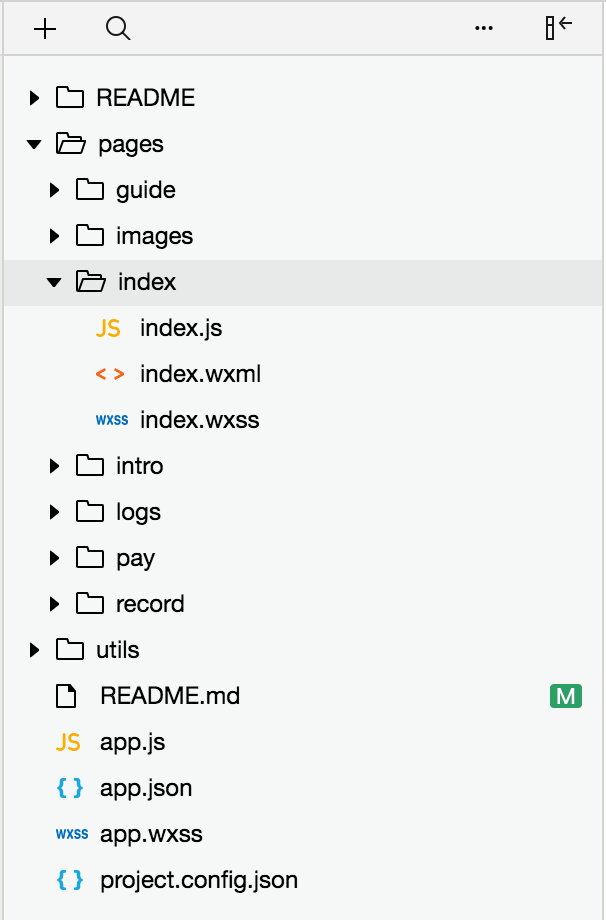 README
pages
guide
images
index
JS index.js
< > index.wxml
wxss index.wxss
intro
logs
pay
record
utils
README.md M
JS app.js
{ } app.json
wxss app.wxss
{ } project.config.json